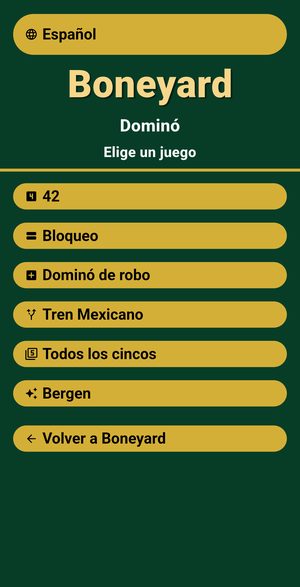 Español
Boneyard
Dominó
Elige un juego
42
Bloqueo
Dominó de robo
Tren Mexicano
Todos los cincos
Bergen
Volver a Boneyard